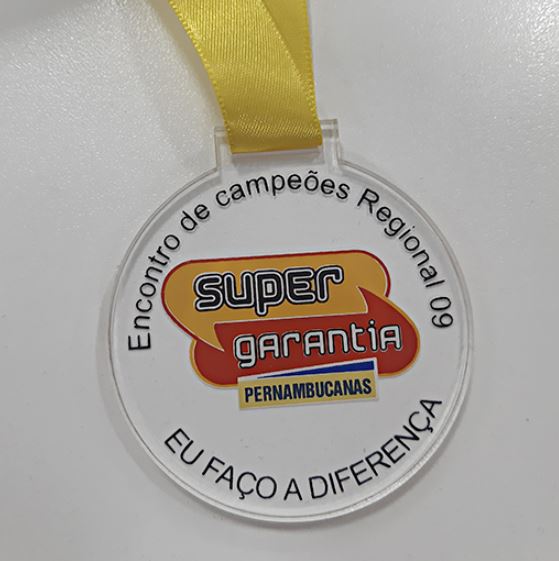 Encontro de campeões Regional 09
super
garantia
PERNAMBUCANAS
EU FAÇO A DIFERENÇA